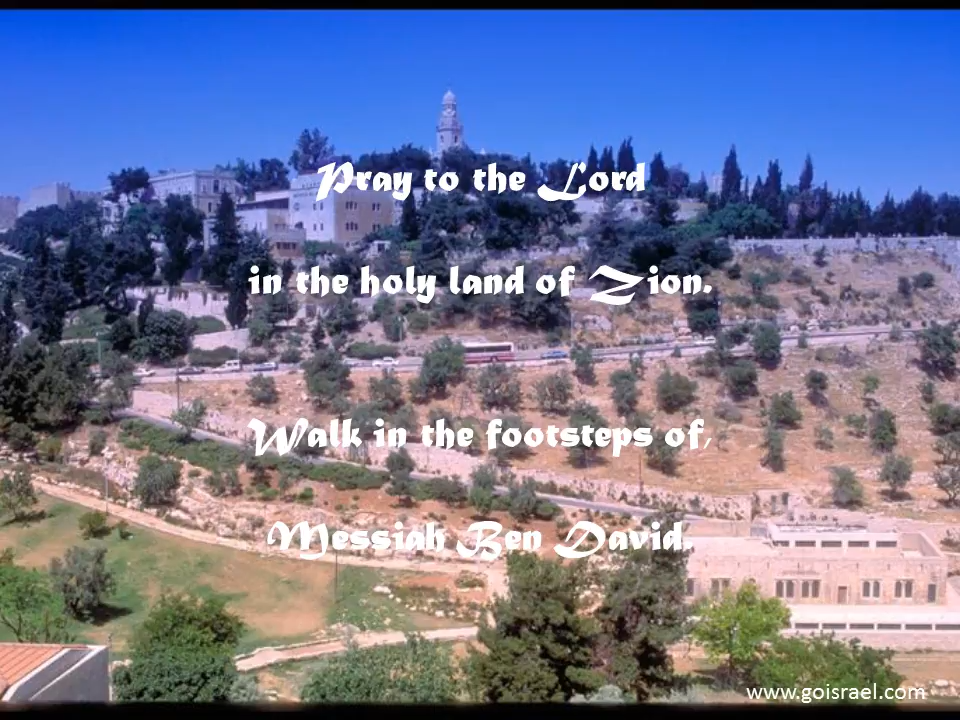 Pray to the Lord
in the holy land of Zion.
Walk in the footsteps of,
Messiah Ben David.
www.goisrael.com